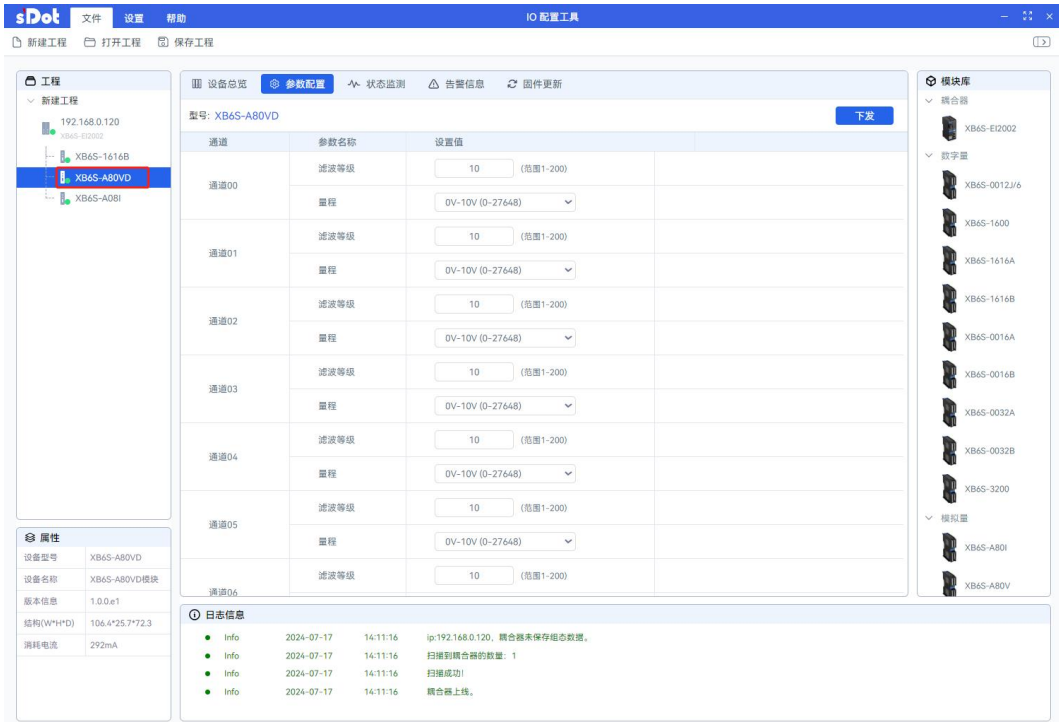 sDot 文件 设置 帮助 IO 配置工具
新建工程 打开工程 保存工程
工程
新建工程
192.168.0.120
XB6S-EI2002
XB6S-1616B
XB6S-A80VD
XB6S-A08I
设备总览 参数配置 状态监测 告警信息 固件更新
型号: XB6S-A80VD 下发
通道 参数名称 设置值
通道00
滤波等级 10 (范围1-200)
量程 0V-10V (0-27648)
通道01
滤波等级 10 (范围1-200)
量程 0V-10V (0-27648)
通道02
滤波等级 10 (范围1-200)
量程 0V-10V (0-27648)
通道03
滤波等级 10 (范围1-200)
量程 0V-10V (0-27648)
通道04
滤波等级 10 (范围1-200)
量程 0V-10V (0-27648)
通道05
滤波等级 10 (范围1-200)
量程 0V-10V (0-27648)
通道06
滤波等级 10 (范围1-200)
模块库
耦合器
XB6S-EI2002
数字量
XB6S-0012J/6
XB6S-1600
XB6S-1616A
XB6S-1616B
XB6S-0016A
XB6S-0016B
XB6S-0032A
XB6S-0032B
XB6S-3200
模拟量
XB6S-A80I
XB6S-A80V
属性
设备型号 XB6S-A80VD
设备名称 XB6S-A80VD模块
版本信息 1.0.0.e1
结构(W*H*D) 106.4*25.7*72.3
消耗电流 292mA
日志信息
Info 2024-07-17 14:11:16 ip:192.168.0.120, 耦合器未保存组态数据。
Info 2024-07-17 14:11:16 扫描到耦合器的数量: 1
Info 2024-07-17 14:11:16 扫描成功!
Info 2024-07-17 14:11:16 耦合器上线。